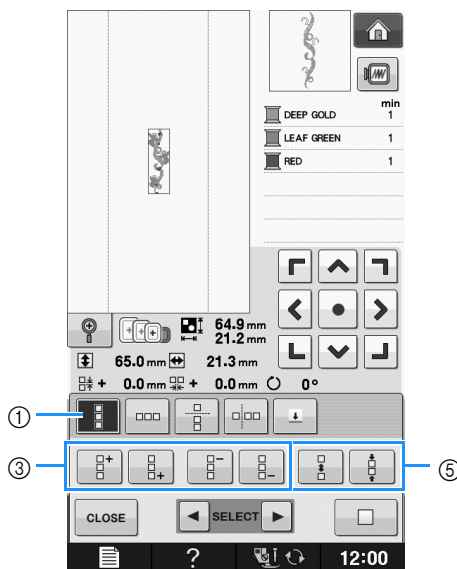 min
DEEP GOLD 1
LEAF GREEN 1
RED 1
64.9 mm
21.2 mm
65.0 mm 21.3 mm
+ 0.0 mm + 0.0 mm 0°
①
③ + + − − ⑤
CLOSE SELECT
? 12:00